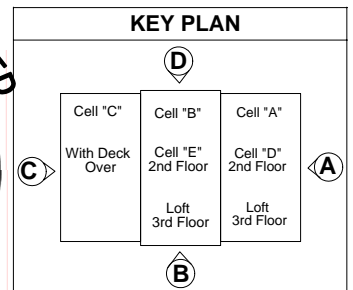 KEY PLAN
D
Cell "C"
With Deck
Over
Cell "B"
Cell "E"
2nd Floor
Loft
3rd Floor
Cell "A"
Cell "D"
2nd Floor
Loft
3rd Floor
C
A
B